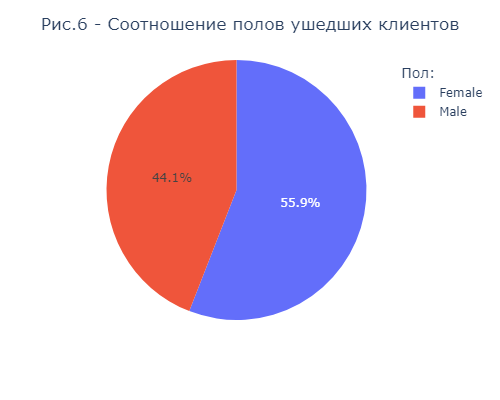 Рис.6 - Соотношение полов ушедших клиентов
Пол:
Female
Male
44.1%
55.9%